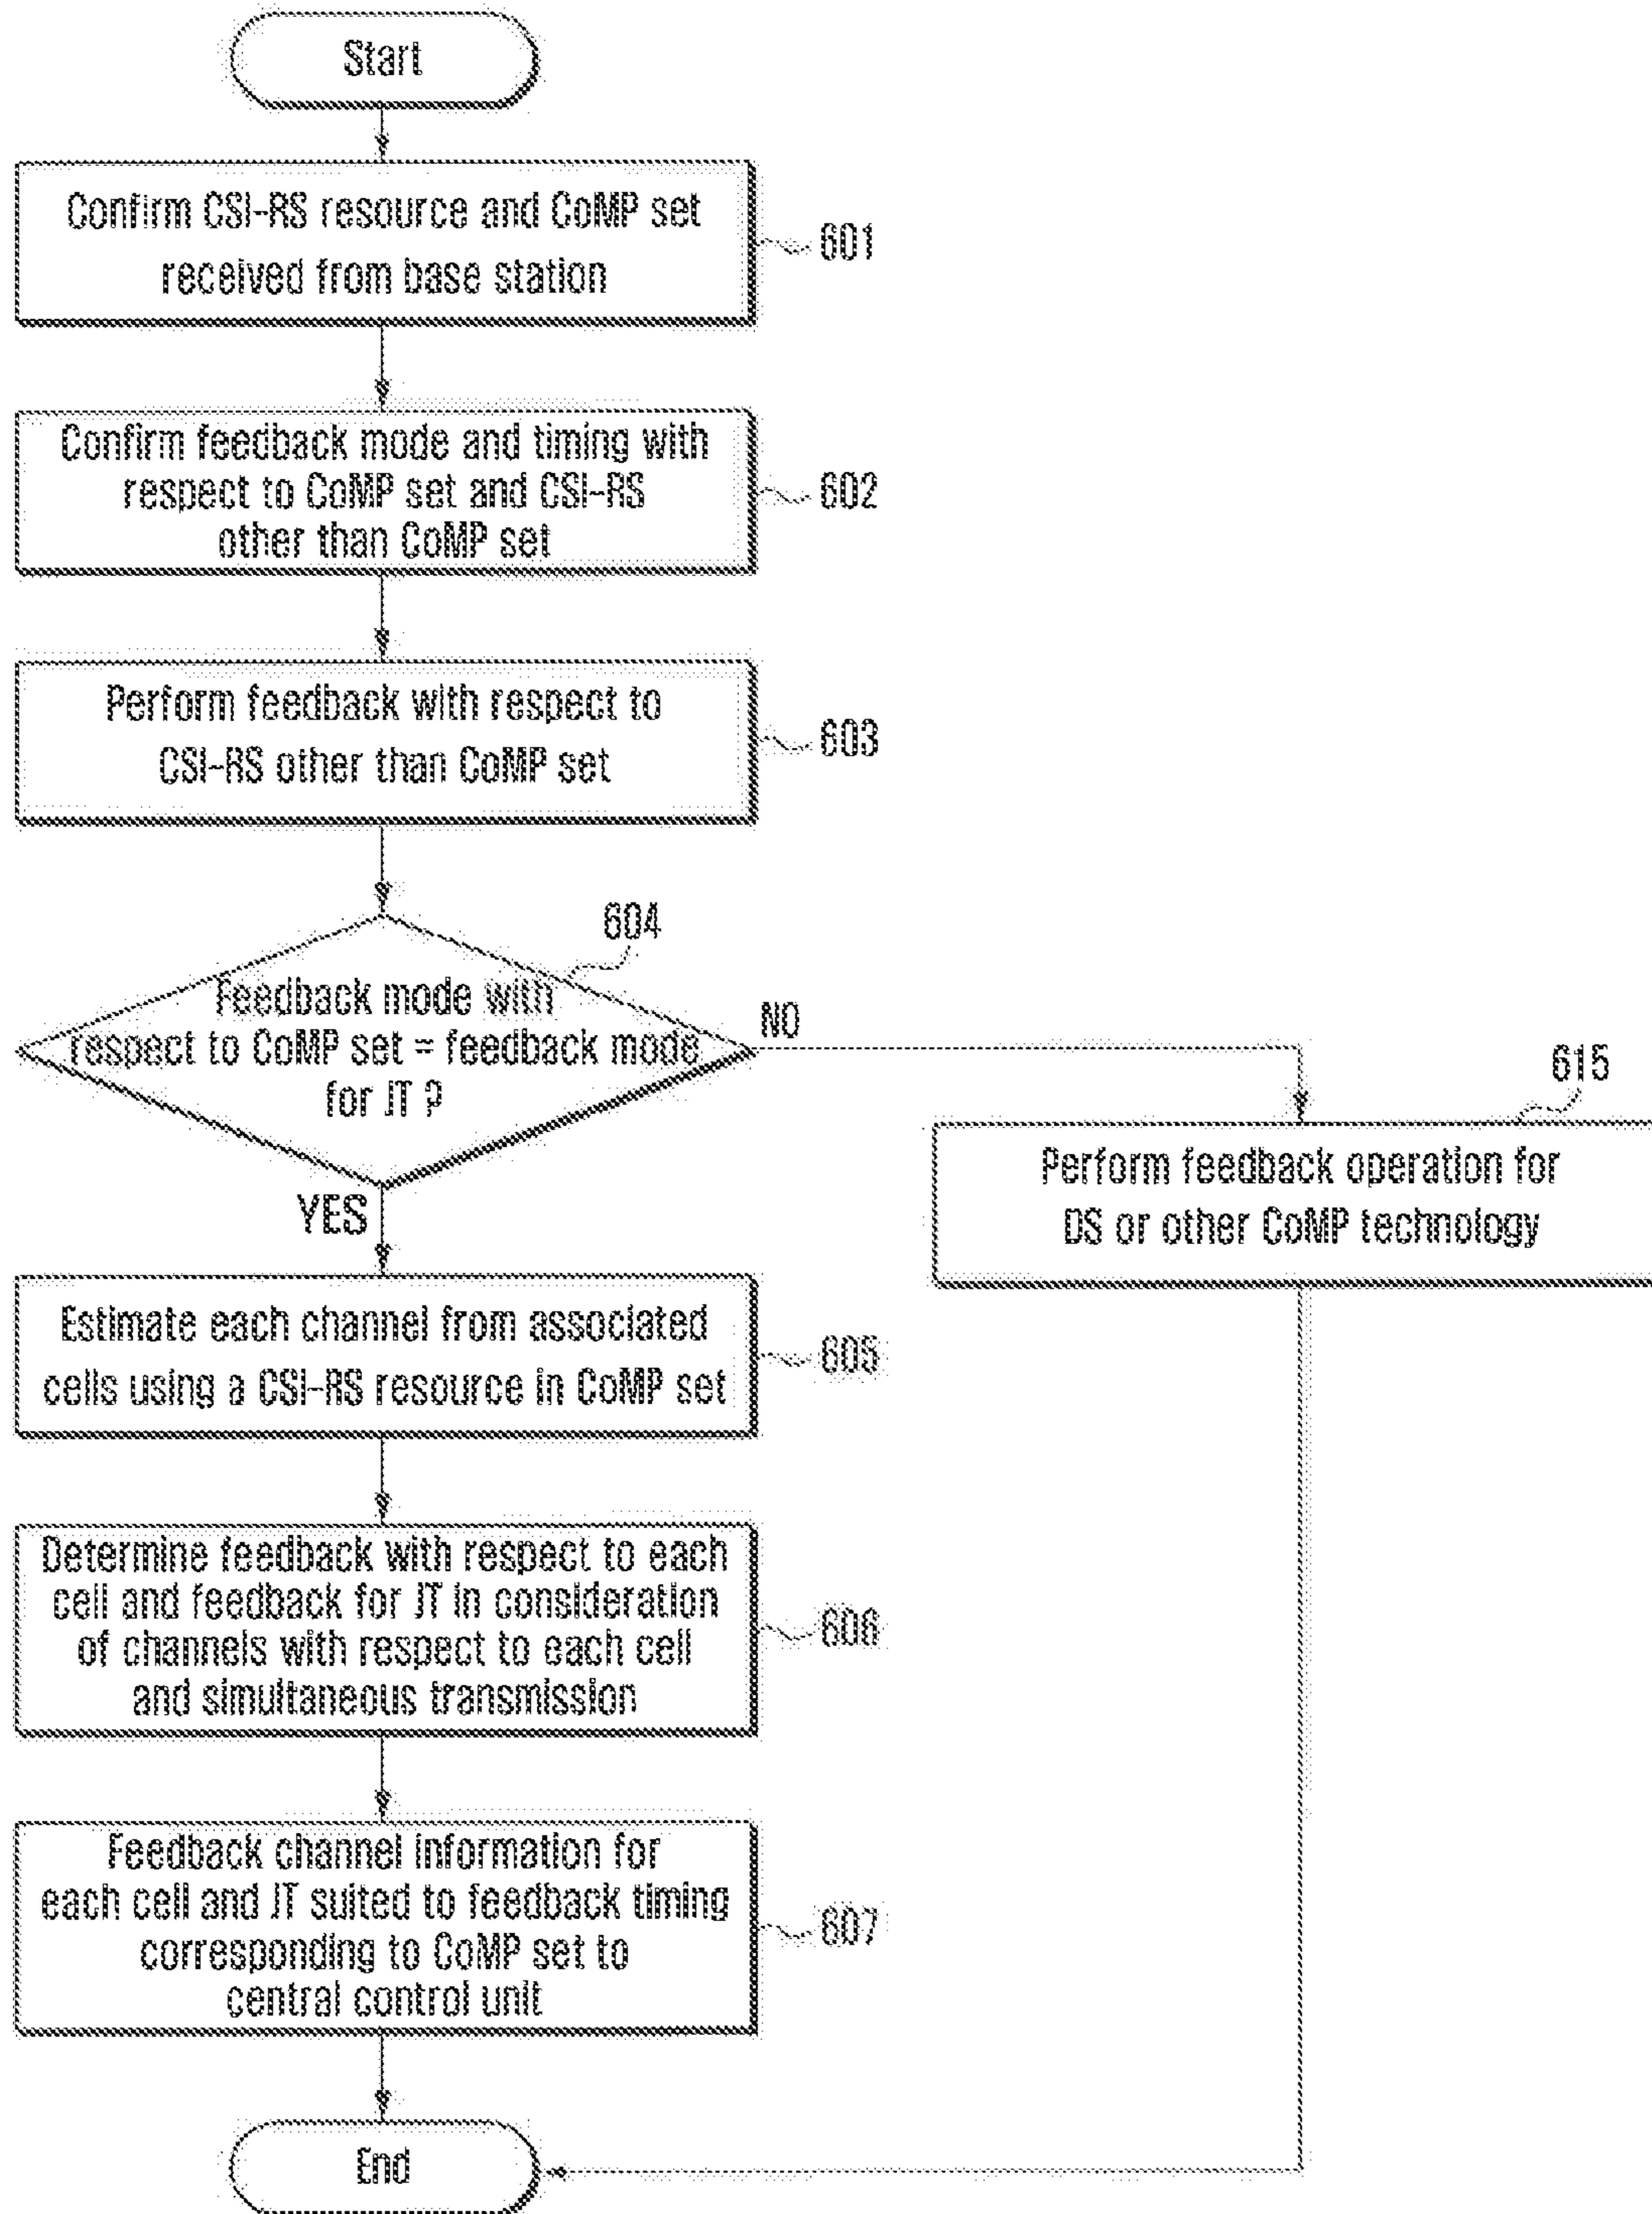 Start
Confirm CSI-RS resource and CoMP set
received from base station
601
Confirm feedback mode and timing with
respect to CoMP set and CSI-RS
other than CoMP set
602
Perform feedback with respect to
CSI-RS other than CoMP set
603
604
Feedback mode with
respect to CoMP set = feedback mode
for JT ?
NO
YES
615
Perform feedback operation for
DS or other CoMP technology
Estimate each channel from associated
cells using a CSI-RS resource in CoMP set
605
Determine feedback with respect to each
cell and feedback for JT in consideration
of channels with respect to each cell
and simultaneous transmission
606
Feedback channel information for
each cell and JT suited to feedback timing
corresponding to CoMP set to
central control unit
607
End